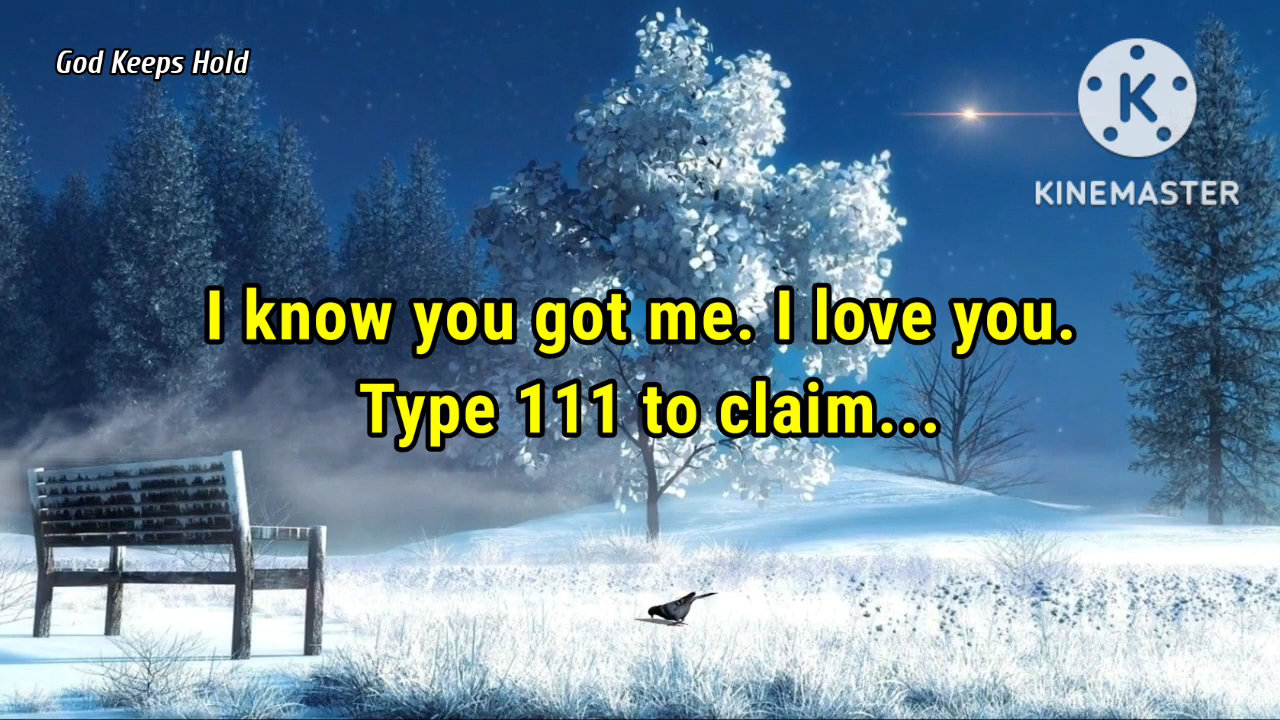 God Keeps Hold
K
KINEMASTER
I know you got me. I love you.
Type 111 to claim...